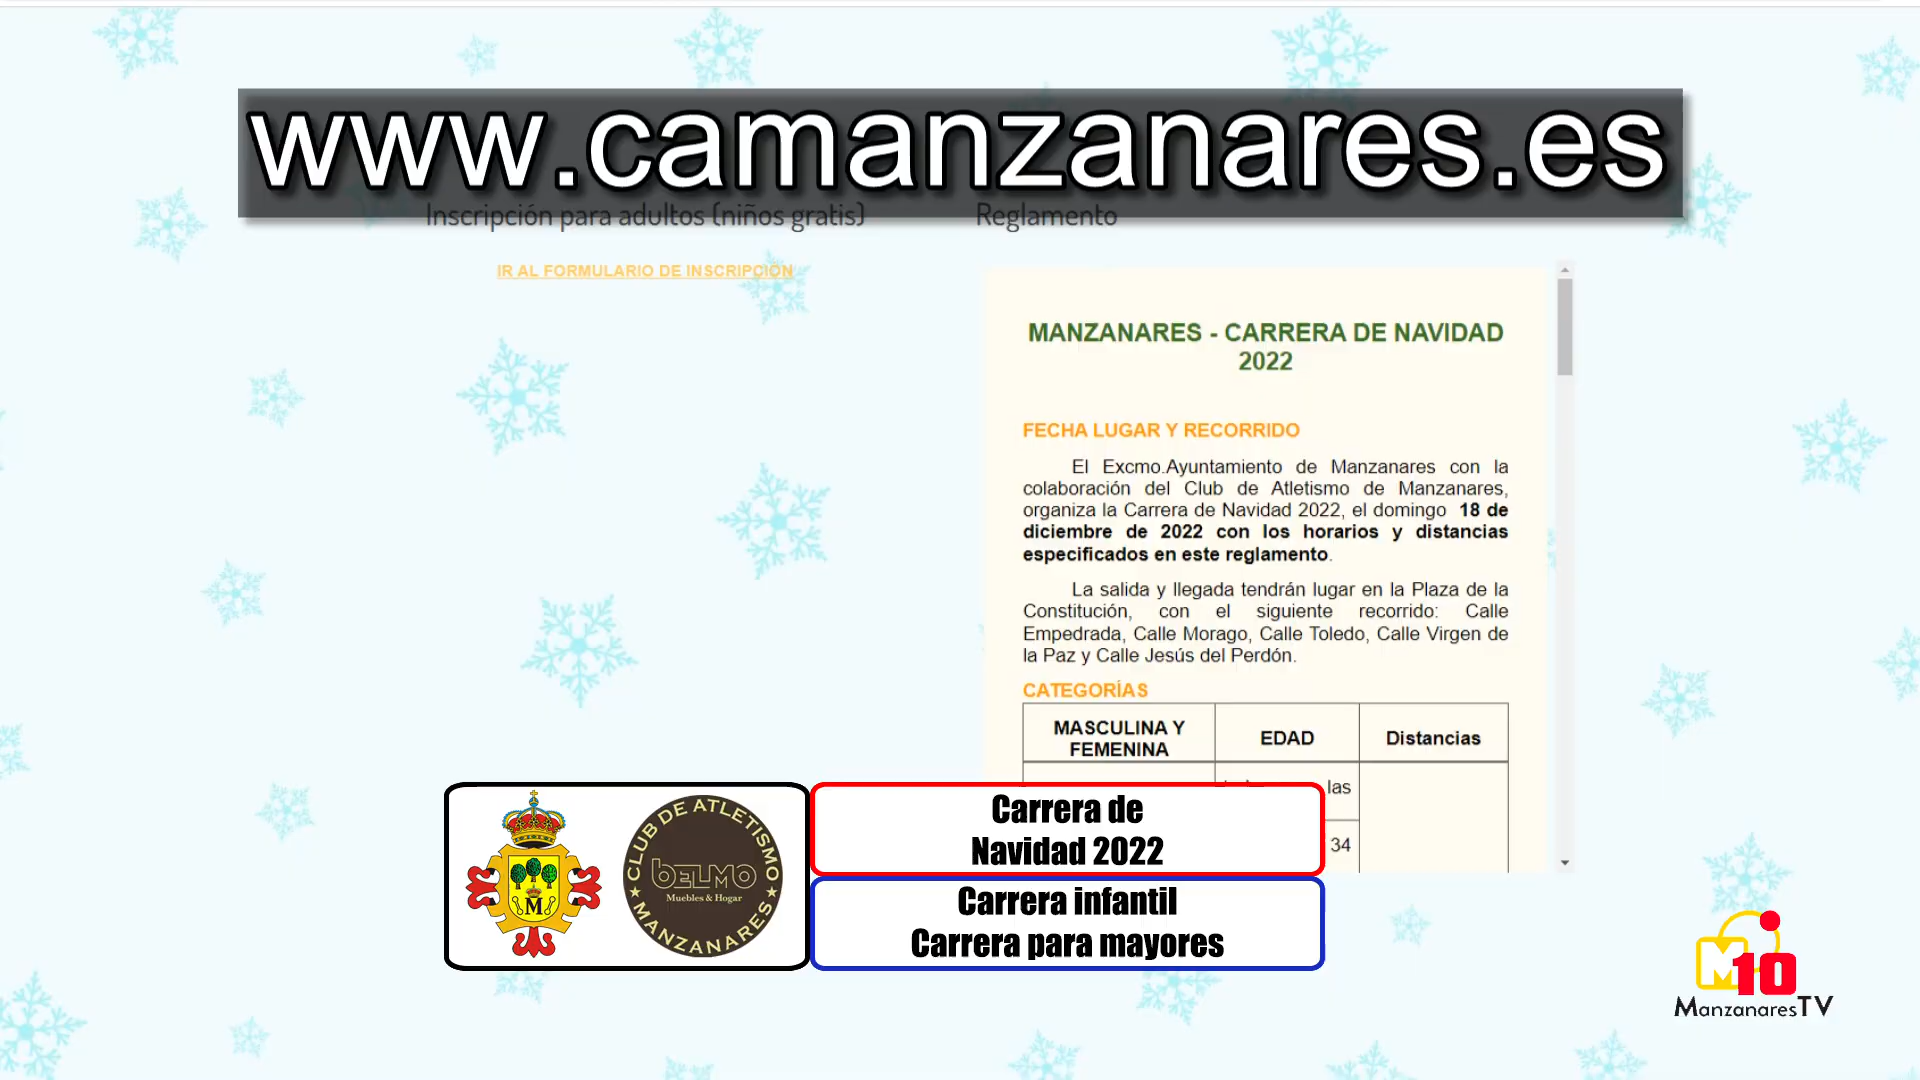 www.camanzanares.es
Inscripción para adultos (niños gratis)
Reglamento
IR AL FORMULARIO DE INSCRIPCIÓN
MANZANARES - CARRERA DE NAVIDAD
2022
FECHA LUGAR Y RECORRIDO
El Excmo.Ayuntamiento de Manzanares con la
colaboración del Club de Atletismo de Manzanares,
organiza la Carrera de Navidad 2022, el domingo 18 de
diciembre de 2022 con los horarios y distancias
especificados en este reglamento.
La salida y llegada tendrán lugar en la Plaza de la
Constitución, con el siguiente recorrido: Calle
Empedrada, Calle Morago, Calle Toledo, Calle Virgen de
la Paz y Calle Jesús del Perdón.
CATEGORÍAS
MASCULINA Y
FEMENINA
EDAD
Distancias
las
34
M
CLUB DE ATLETISMO
BELMO
Muebles & Hogar
MANZANARES
Carrera de
Navidad 2022
Carrera infantil
Carrera para mayores
M10
ManzanaresTV